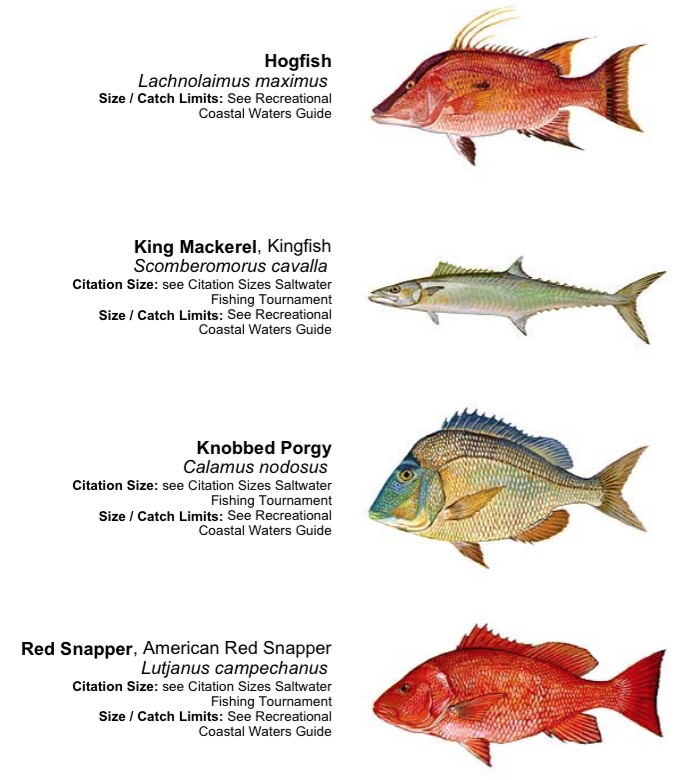 Hogfish
Lachnolaimus maximus
Size / Catch Limits: See Recreational
Coastal Waters Guide
King Mackerel, Kingfish
Scomberomorus cavalla
Citation Size: see Citation Sizes Saltwater
Fishing Tournament
Size / Catch Limits: See Recreational
Coastal Waters Guide
Knobbed Porgy
Calamus nodosus
Citation Size: see Citation Sizes Saltwater
Fishing Tournament
Size / Catch Limits: See Recreational
Coastal Waters Guide
Red Snapper, American Red Snapper
Lutjanus campechanus
Citation Size: see Citation Sizes Saltwater
Fishing Tournament
Size / Catch Limits: See Recreational
Coastal Waters Guide